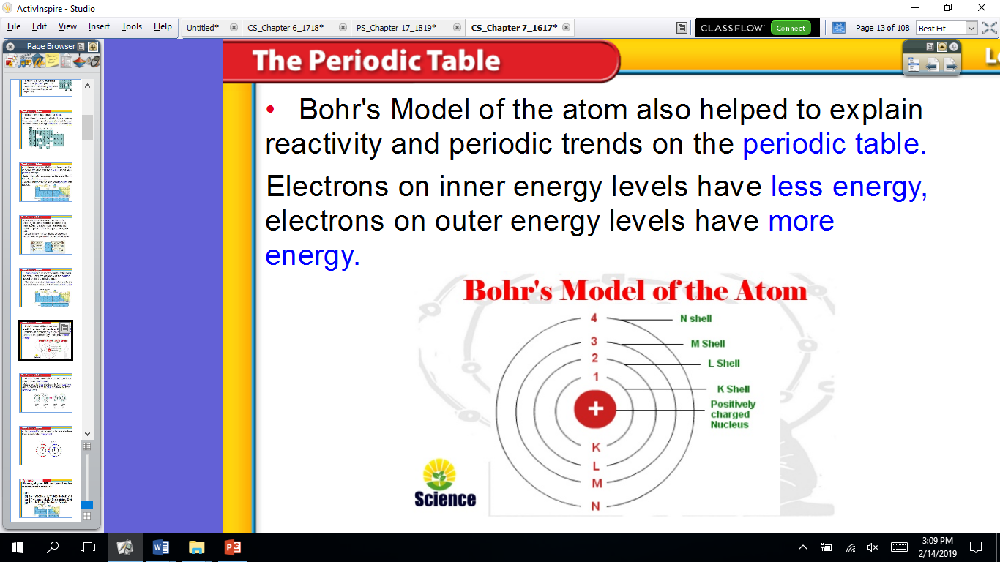 ActivInspire - Studio
File Edit View Insert Tools Help
Untitled* CS_Chapter 6_1718* PS_Chapter 17_1819* CS_Chapter 7_1617*
CLASSFLOW Connect
Page 13 of 108 Best Fit
Page Browser
The Periodic Table
• Bohr's Model of the atom also helped to explain
reactivity and periodic trends on the periodic table.
Electrons on inner energy levels have less energy,
electrons on outer energy levels have more
energy.
Bohr's Model of the Atom
4 N shell
3 M Shell
2 L Shell
1 K Shell
+ Positively
charged
Nucleus
K
L
M
N
Science
3:09 PM
2/14/2019